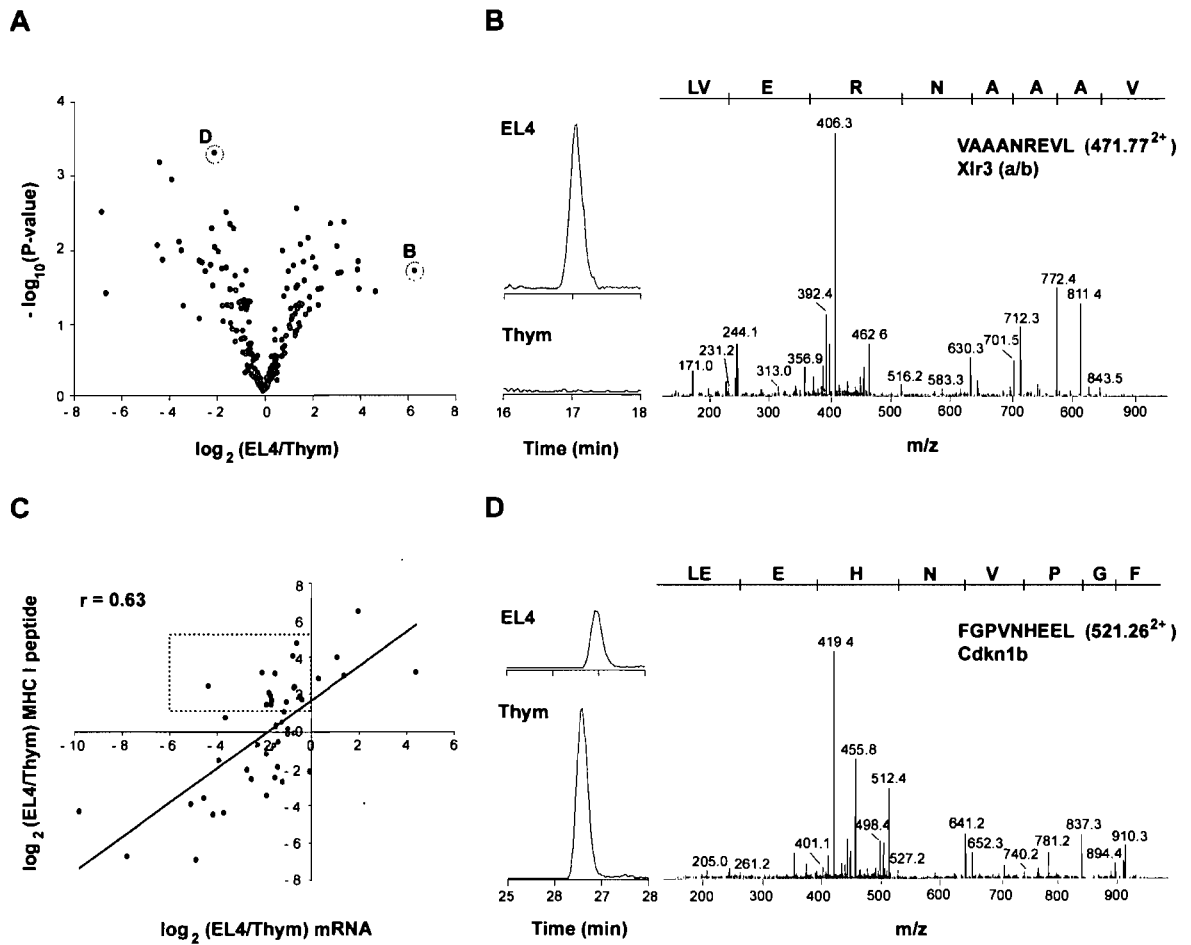 A
4
3
2
1
0
- 8
- 6
- 4
- 2
0
2
4
6
8
D
B
- log10(P-value)
log2 (EL4/Thym)
B
EL4
Thym
16
17
18
16
17
18
Time (min)
LV
E
R
N
A
A
A
V
VAAANREVL (471.77²⁺)
Xlr3 (a/b)
406.3
772.4
811 4
392.4
712.3
244.1
462 6
701.5
630.3
231.2
356.9
171.0
313.0
516.2
583.3
843.5
200
300
400
500
600
700
800
900
m/z
C
r = 0.63
8
6
4
2
0
- 2
- 4
- 6
- 8
- 10
- 8
- 6
- 4
- 2
0
2
4
6
log2 (EL4/Thym) MHC I peptide
log2 (EL4/Thym) mRNA
D
EL4
Thym
25
26
27
28
Time (min)
LE
E
H
N
V
P
G
F
FGPVNHEEL (521.26²⁺)
Cdkn1b
419 4
455.8
512.4
498.4
641.2
837.3
910.3
401.1
652.3
781.2
205.0
261.2
527.2
740.2
894.4
200
300
400
500
600
700
800
900
m/z